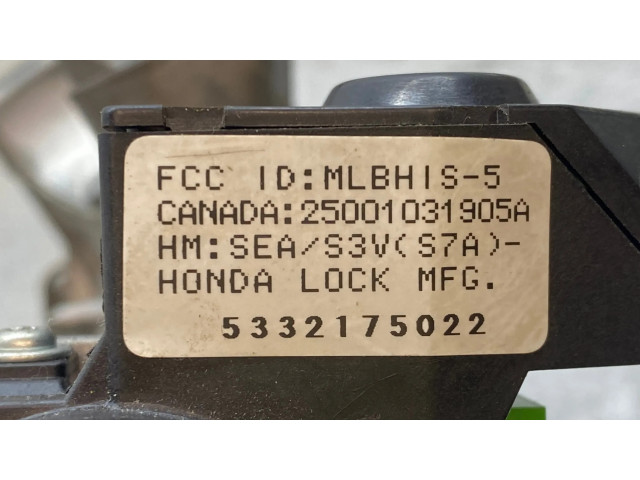 FCC ID:MLBHIS-5
CANADA:25001031905A
HM:SEA/S3V(S7A)-
HONDA LOCK MFG.
5332175022